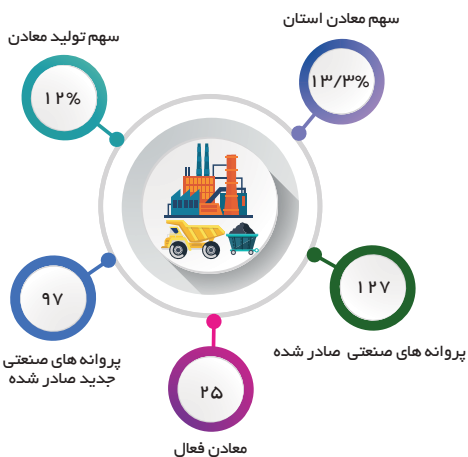 سهم معادن استان
۱۳/۳%
سهم تولید معادن
۱۲%
۱۲۷
پروانه های صنعتی صادر شده
۹۷
پروانه های صنعتی
جدید صادر شده
۲۵
معادن فعال